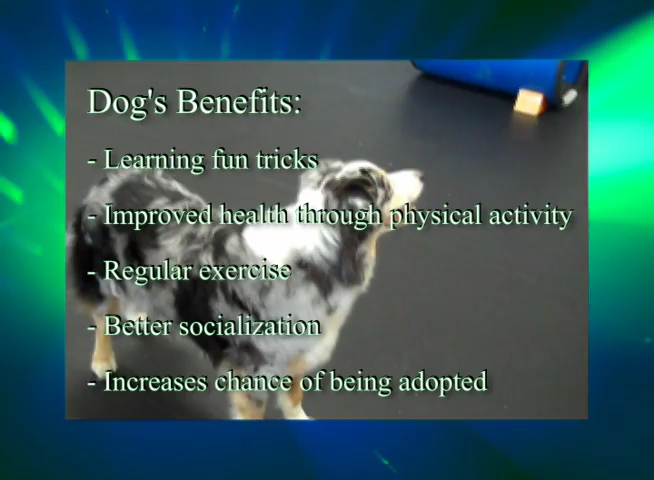 Dog's Benefits:
- Learning fun tricks
- Improved health through physical activity
- Regular exercise
- Better socialization
- Increases chance of being adopted